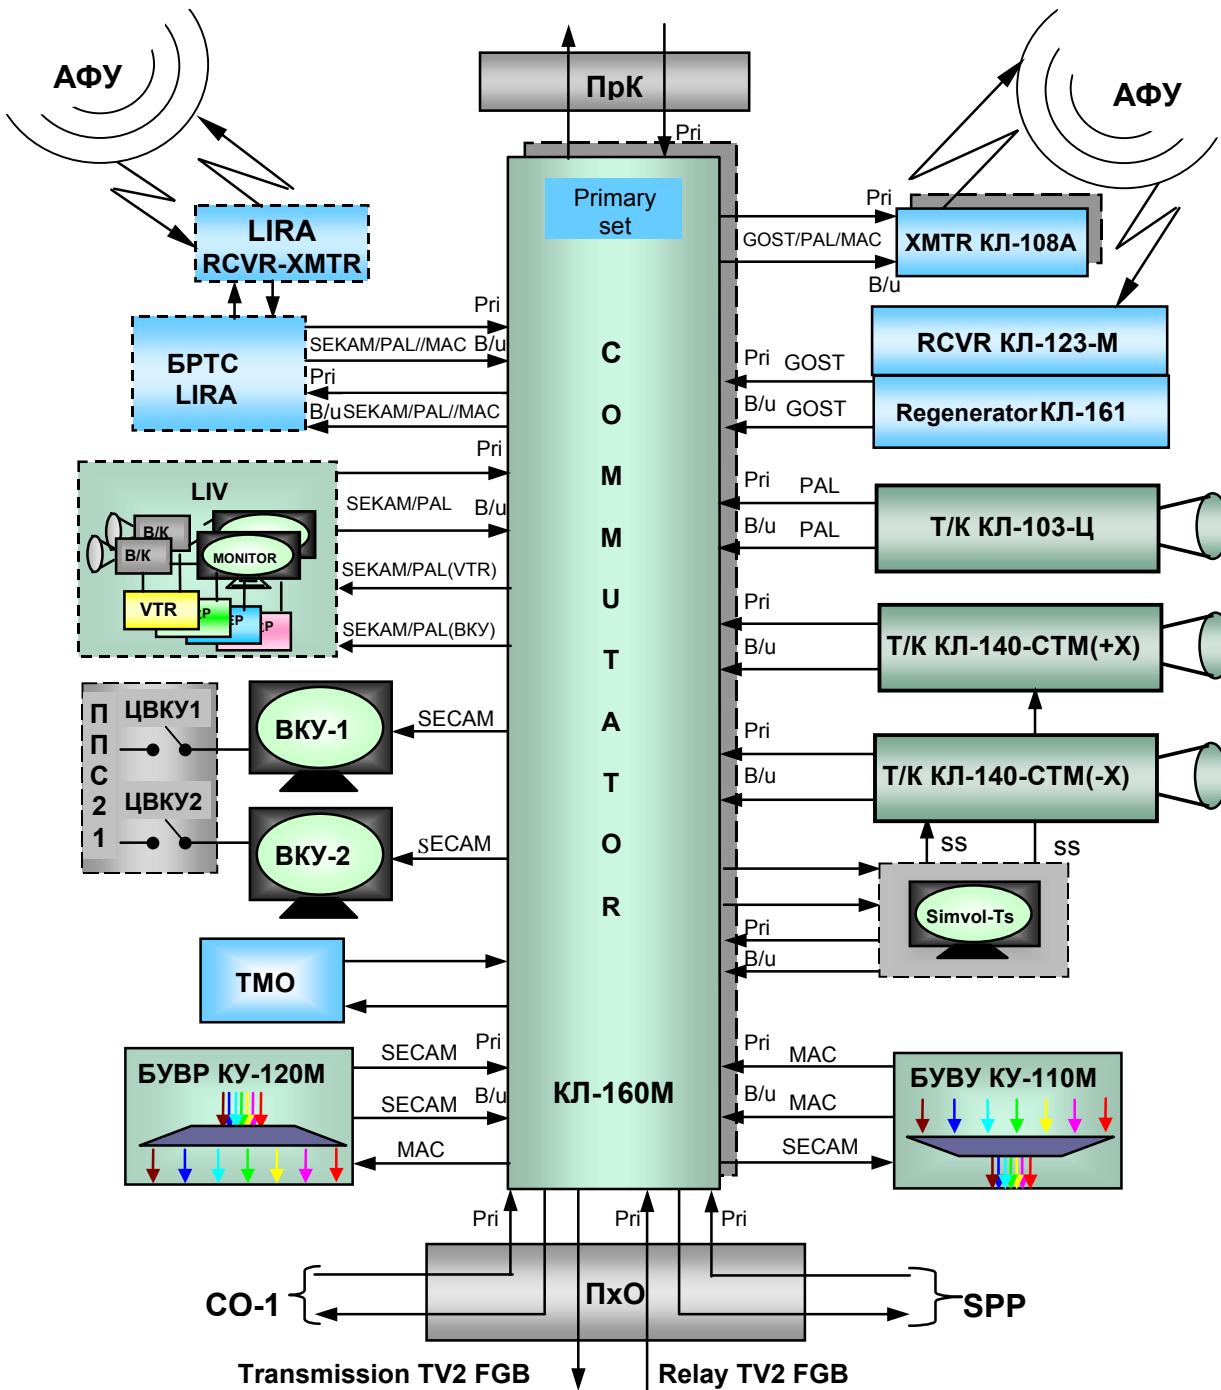 АФУ
ПрК
АФУ
Pri
Primary
set
Pri
GOST/PAL/MAC
B/u
XMTR КЛ-108А
LIRA
RCVR-XMTR
Pri
SEKAM/PAL//MAC
B/u
Pri
B/u
SEKAM/PAL//MAC
БРТС
LIRA
RCVR КЛ-123-М
Regenerator КЛ-161
Pri
GOST
B/u
GOST
C
O
M
M
U
T
A
T
O
R
КЛ-160М
Pri
LIV
SEKAM/PAL
B/u
В/К
В/К
MONITOR
VTR
SEKAM/PAL(VTR)
SEKAM/PAL(ВКУ)
Pri
PAL
B/u
PAL
Т/К КЛ-103-Ц
Pri
B/u
Т/К КЛ-140-СТМ(+Х)
Pri
B/u
Т/К КЛ-140-СТМ(-Х)
ППС21
ЦВКУ1
ЦВКУ2
ВКУ-1
ВКУ-2
SECAM
SECAM
SS
SS
Simvol-Ts
Pri
B/u
ТМО
Pri
SECAM
SECAM
B/u
MAC
БУВР КУ-120М
Pri
MAC
B/u
MAC
SECAM
БУВУ КУ-110М
Pri
Pri
Pri
ПхО
СО-1
SPP
Transmission TV2 FGB
Relay TV2 FGB